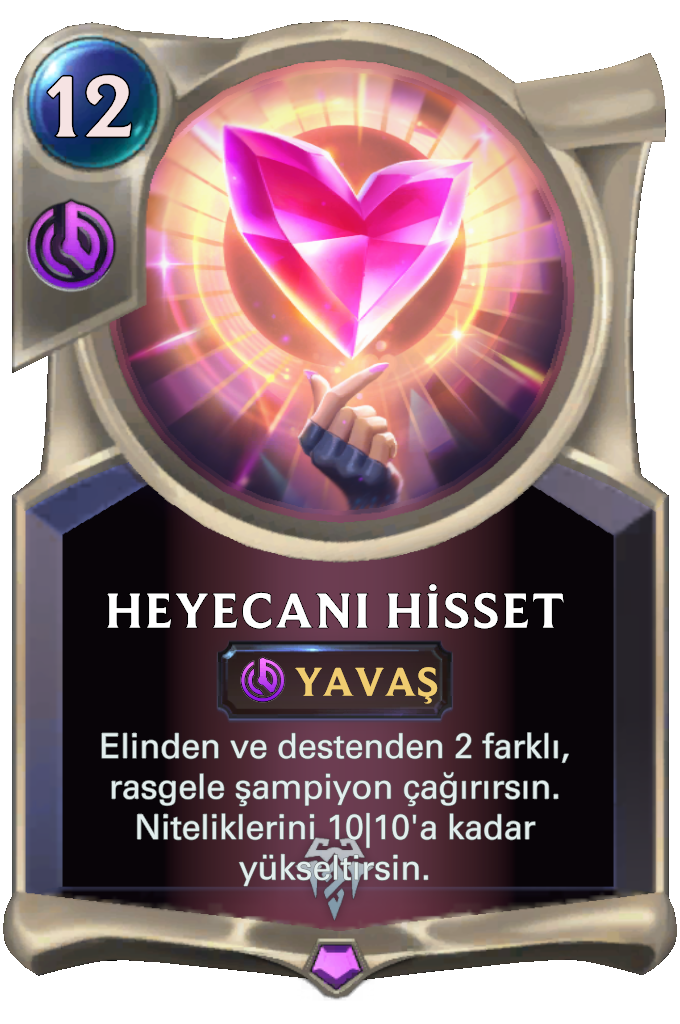 12
HEYECANI HİSSET
YAVAŞ
Elinden ve destenden 2 farklı,
rasgele şampiyon çağırırsın.
Niteliklerini 10|10'a kadar
yükseltirsin.